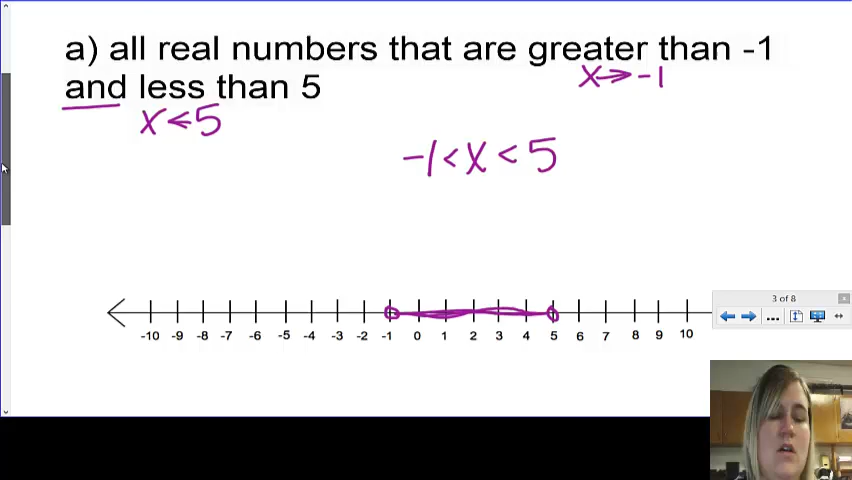 a) all real numbers that are greater than -1
x > -1
and less than 5
x < 5
-1 < x < 5
-10 -9 -8 -7 -6 -5 -4 -3 -2 -1 0 1 2 3 4 5 6 7 8 9 10
3 of 8